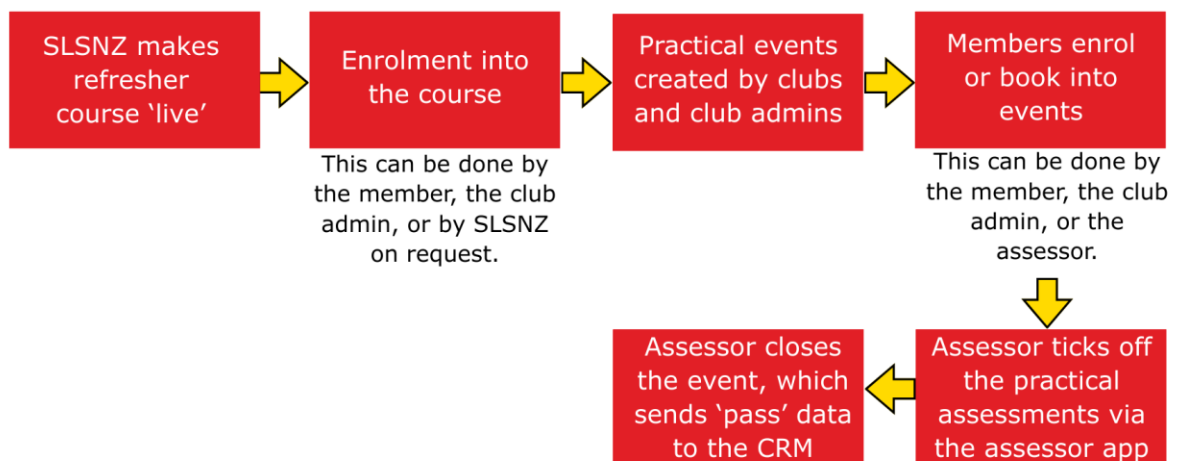 SLSNZ makes
refresher
course ‘live’
Enrolment into
the course
This can be done by
the member, the club
admin, or by SLSNZ
on request.
Practical events
created by clubs
and club admins
Members enrol
or book into
events
This can be done by
the member, the club
admin, or the
assessor.
Assessor ticks off
the practical
assessments via
the assessor app
Assessor closes
the event, which
sends ‘pass’ data
to the CRM